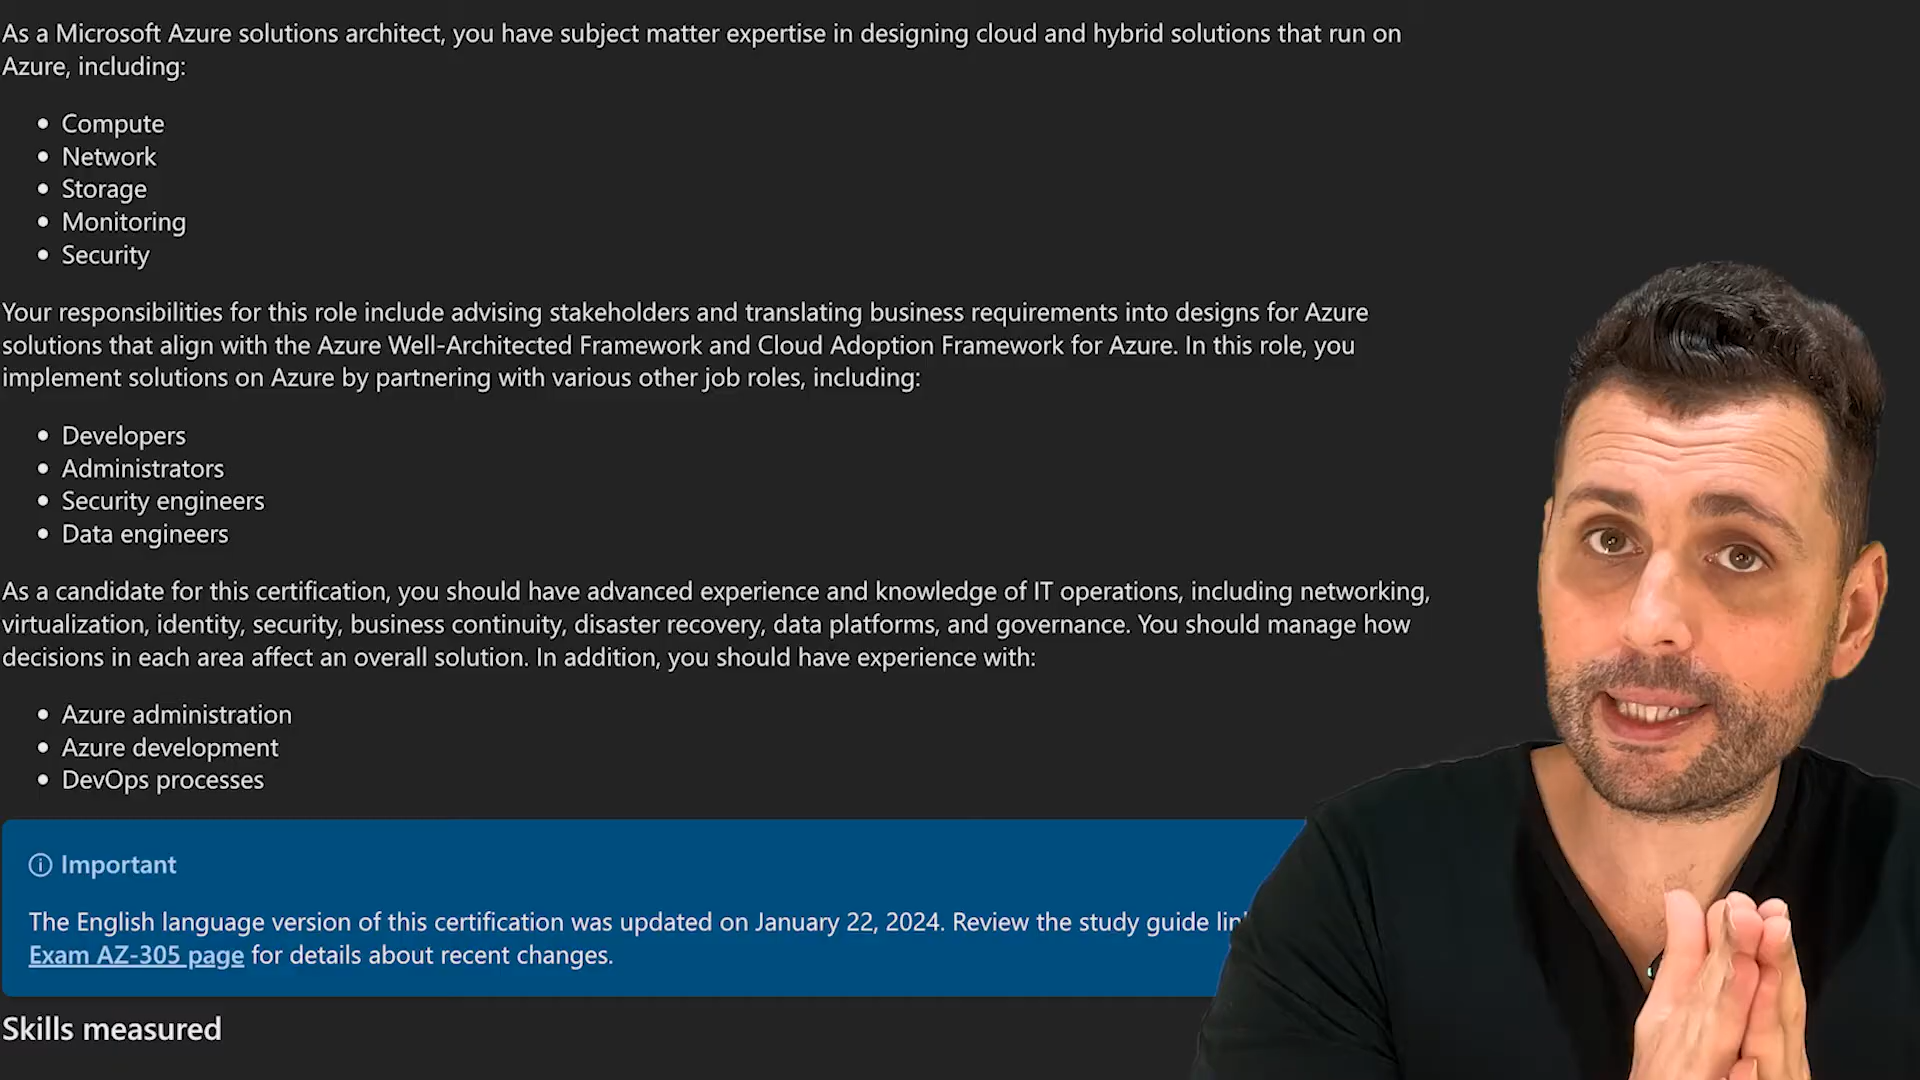 As a Microsoft Azure solutions architect, you have subject matter expertise in designing cloud and hybrid solutions that run on
Azure, including:
• Compute
• Network
• Storage
• Monitoring
• Security
Your responsibilities for this role include advising stakeholders and translating business requirements into designs for Azure
solutions that align with the Azure Well-Architected Framework and Cloud Adoption Framework for Azure. In this role, you
implement solutions on Azure by partnering with various other job roles, including:
• Developers
• Administrators
• Security engineers
• Data engineers
As a candidate for this certification, you should have advanced experience and knowledge of IT operations, including networking,
virtualization, identity, security, business continuity, disaster recovery, data platforms, and governance. You should manage how
decisions in each area affect an overall solution. In addition, you should have experience with:
• Azure administration
• Azure development
• DevOps processes
Important
The English language version of this certification was updated on January 22, 2024. Review the study guide
Exam AZ-305 page for details about recent changes.
Skills measured